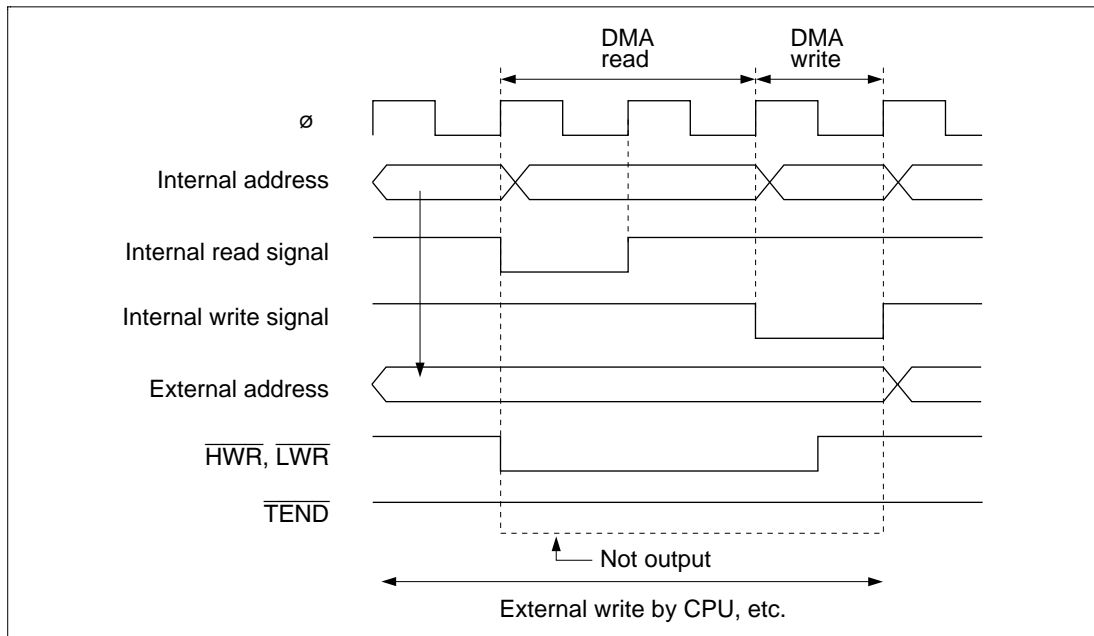 DMA read
DMA write
ø
Internal address
Internal read signal
Internal write signal
External address
HWR, LWR
TEND
Not output
External write by CPU, etc.